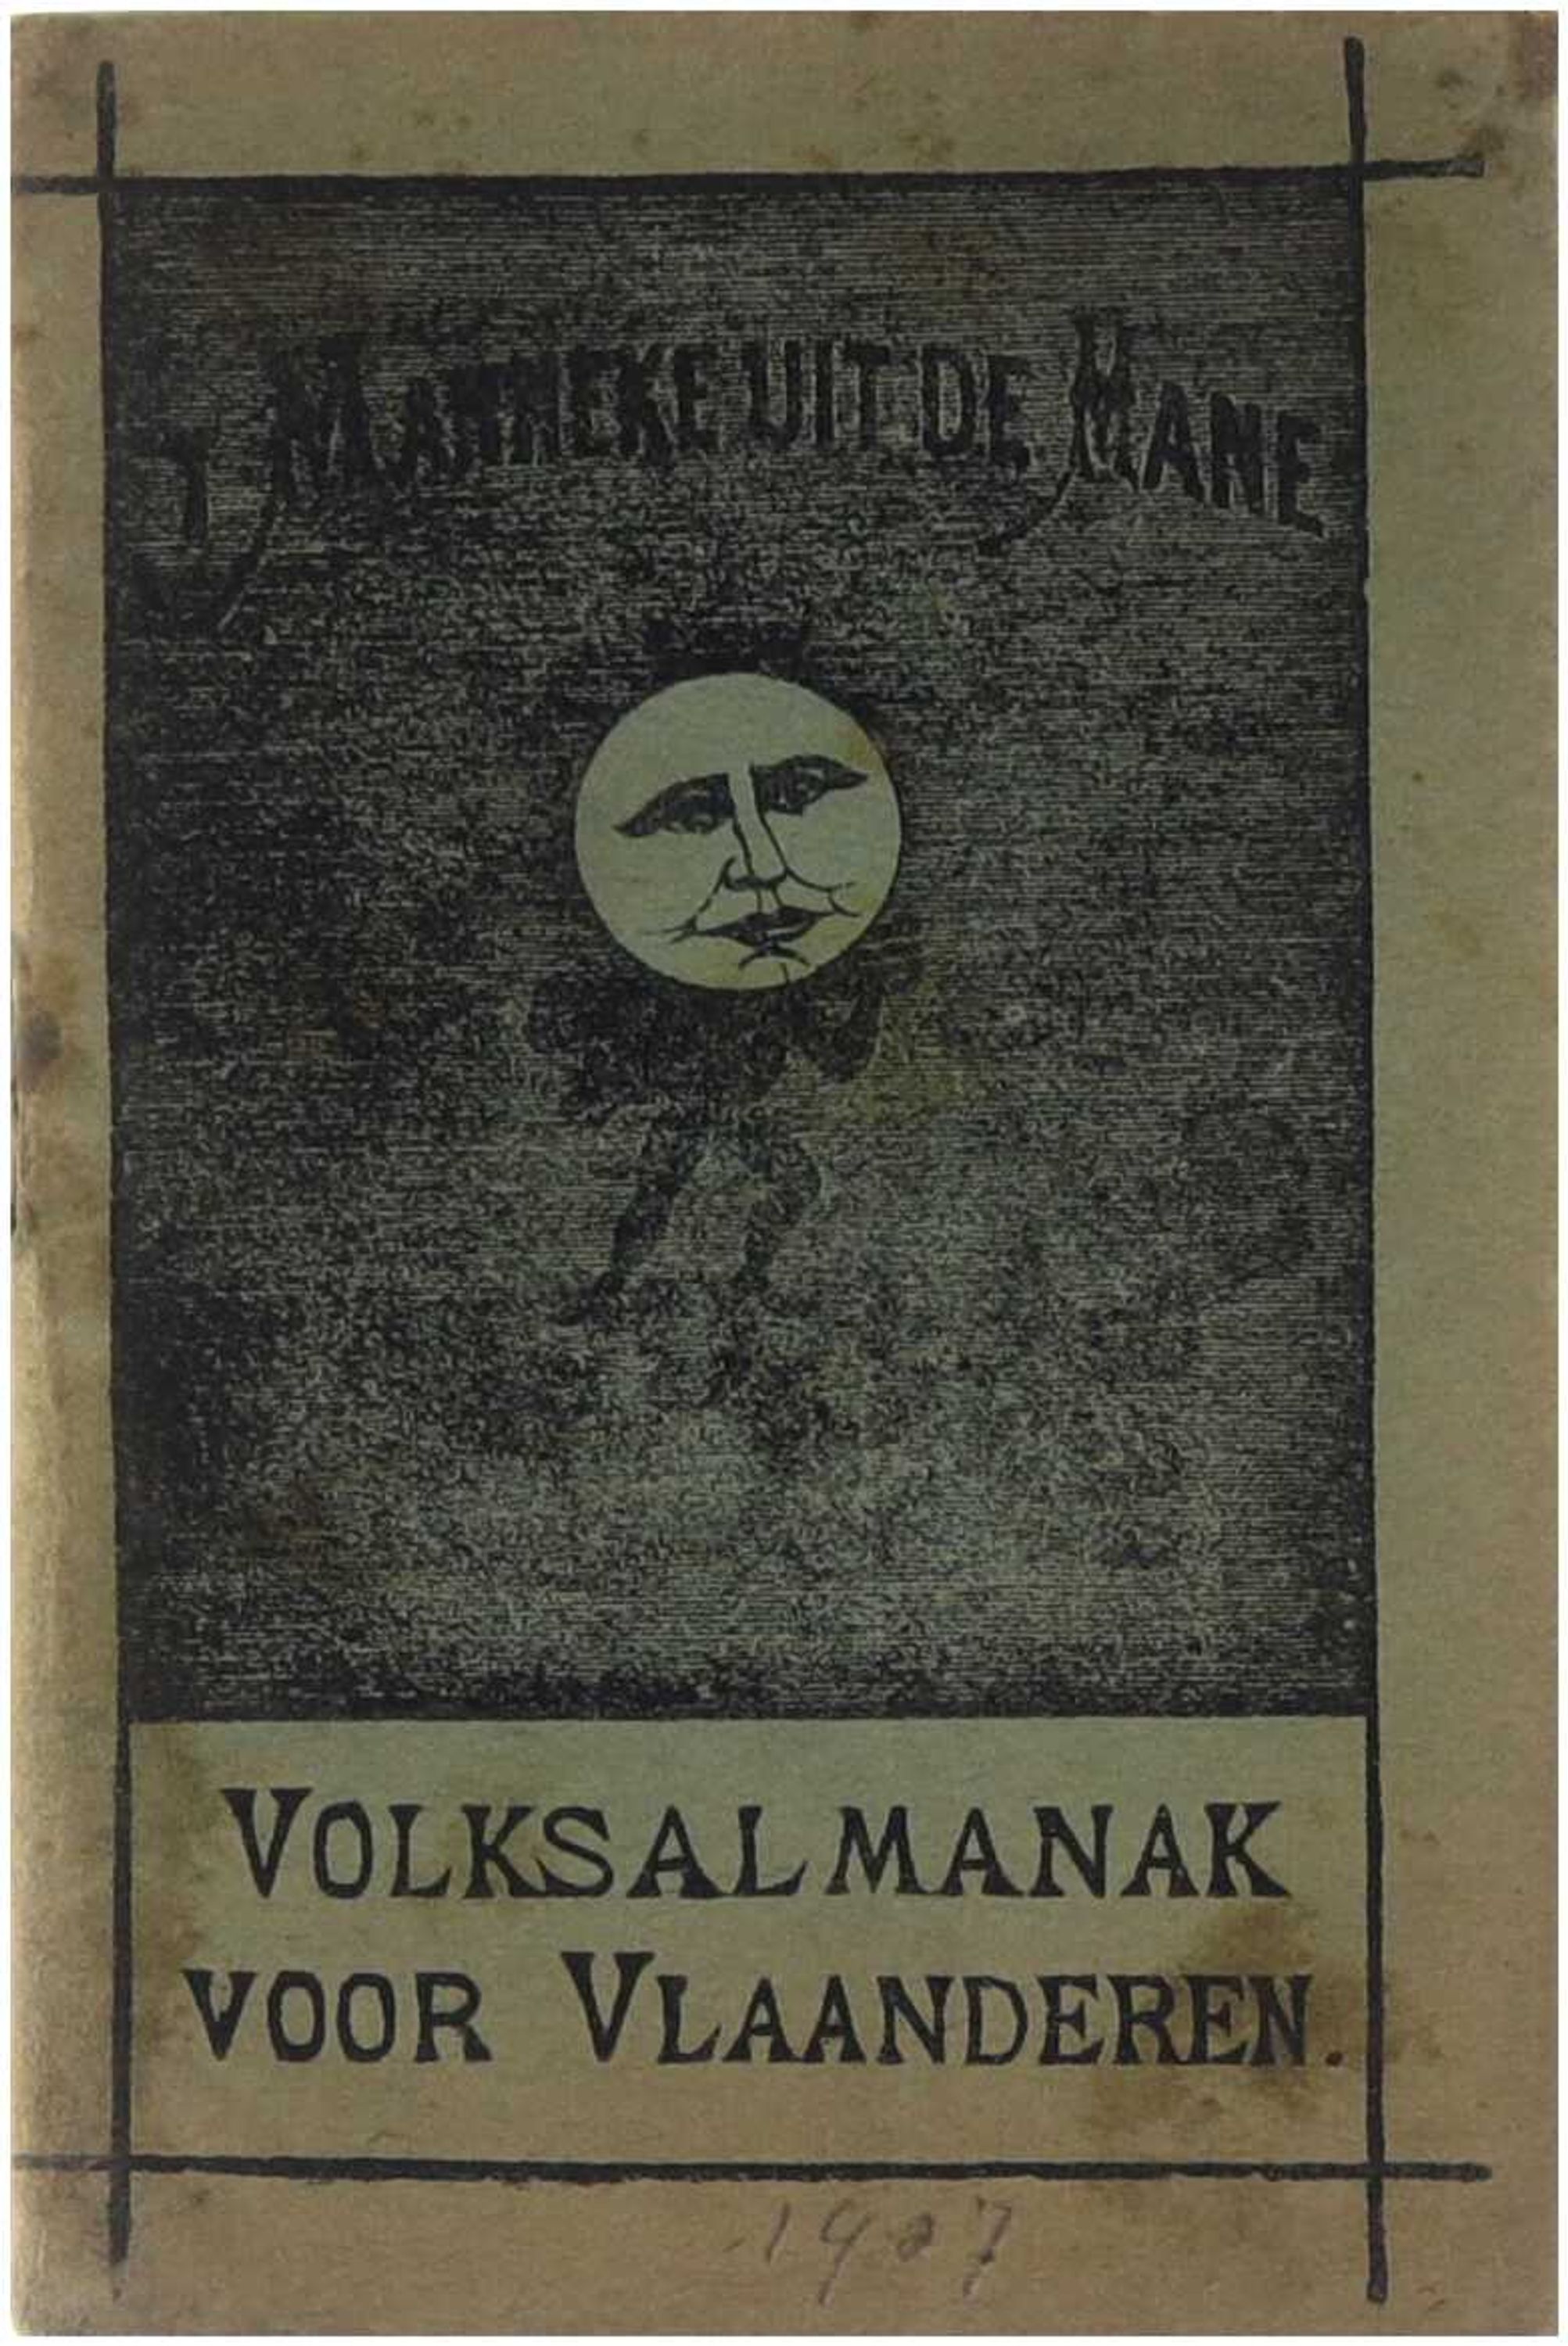 'T MANNEKE UIT DE MANE
VOLKSALMANAK
VOOR VLAANDEREN.
1907